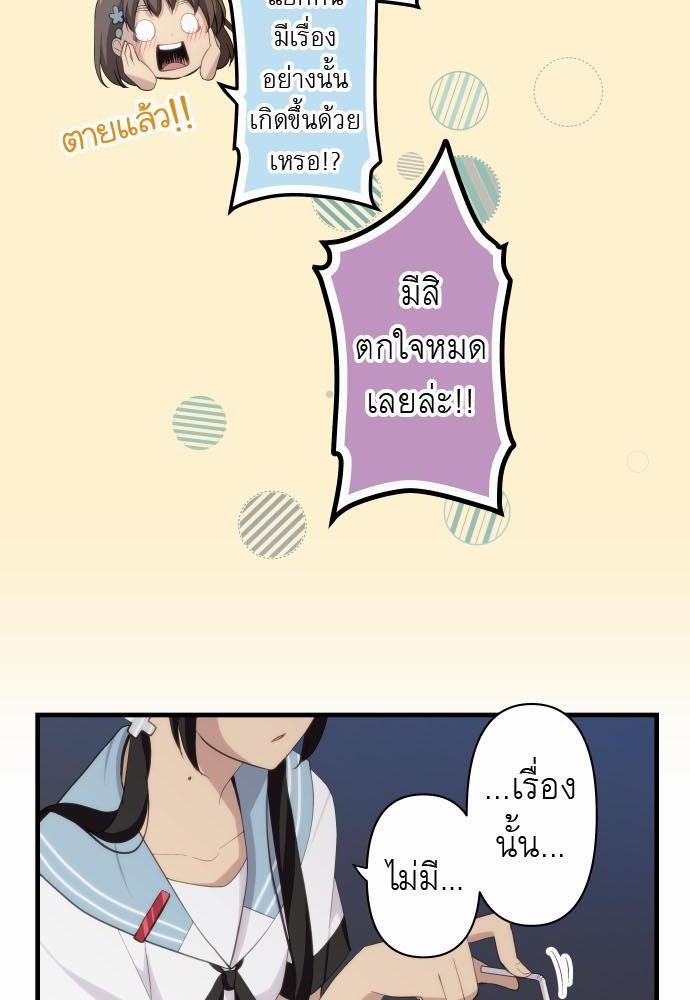 มีเรื่อง
อย่างนั้น
เกิดขึ้นด้วย
เหรอ!?
ตายแล้ว!!
มีสิ
ตกใจหมด
เลยล่ะ!!
...เรื่อง
นั้น...
ไม่มี...